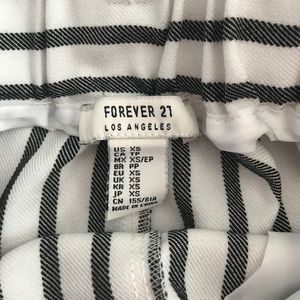 FOREVER 21
LOS ANGELES
US XS
CA TP
MX XS/EP
BR PP
EU XS
UK XS
KR XS
JP XS
CN 155/61A
MADE IN CHINA